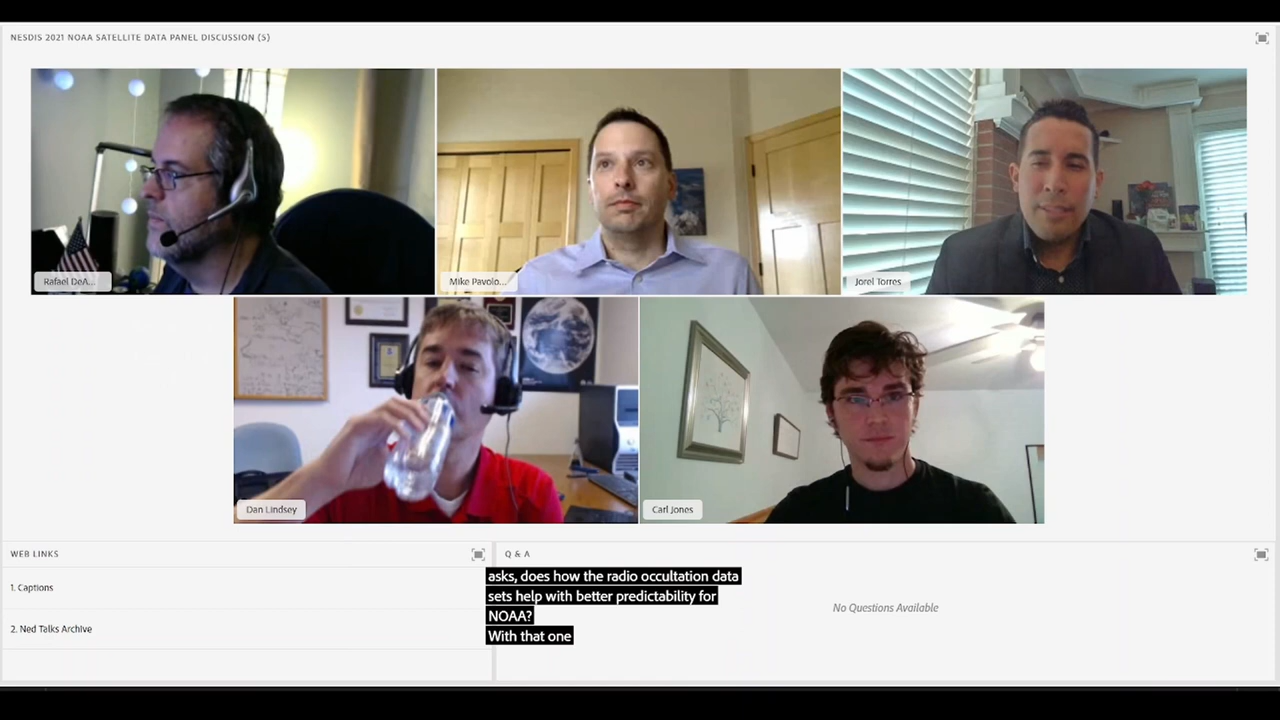 NESDIS 2021 NOAA SATELLITE DATA PANEL DISCUSSION (5)
Rafael DeA...
Mike Pavolo...
Jorel Torres
Dan Lindsey
Carl Jones
WEB LINKS
1. Captions
2. Ned Talks Archive
Q & A
No Questions Available
asks, does how the radio occultation data
sets help with better predictability for
NOAA?
With that one